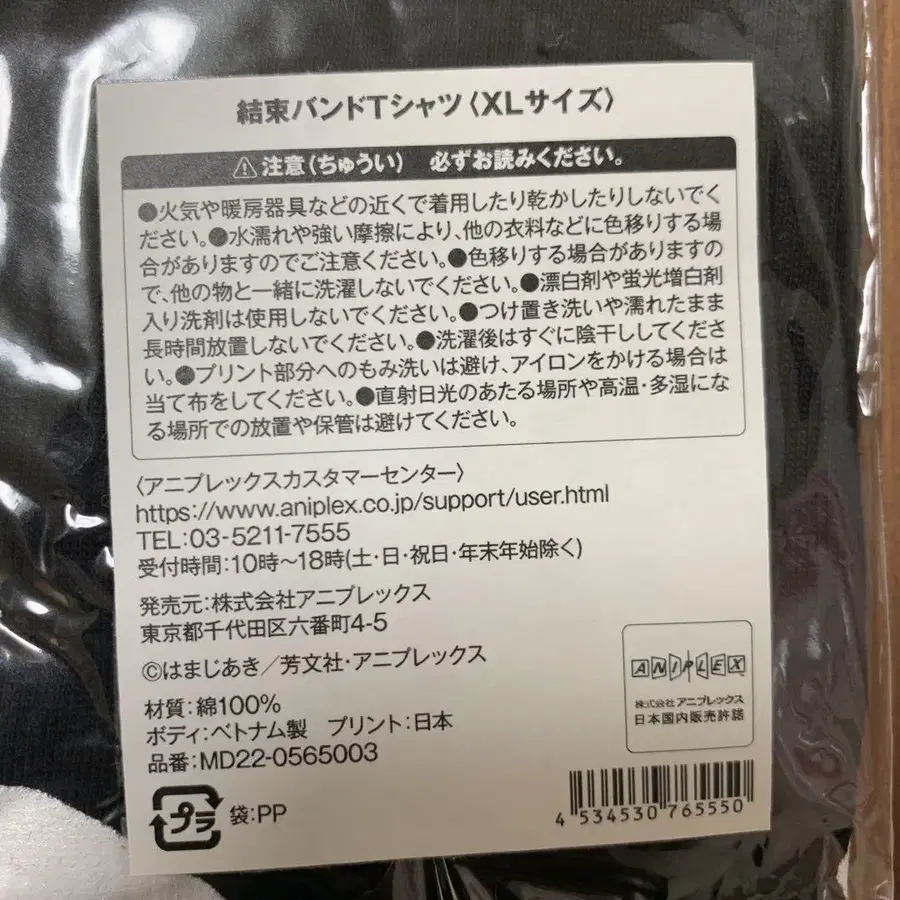 結束バンドTシャツ〈XLサイズ〉
注意(ちゅうい) 必ずお読みください。
●火気や暖房器具などの近くで着用したり乾かしたりしないでく
ださい。●水濡れや強い摩擦により、他の衣料などに色移りする場
合がありますのでご注意ください。●色移りする場合がありますの
で、他の物と一緒に洗濯しないでください。●漂白剤や蛍光増白剤
入り洗剤は使用しないでください。●つけ置き洗いや濡れたまま
長時間放置しないでください。●洗濯後はすぐに陰干ししてくださ
い。●プリント部分へのもみ洗いは避け、アイロンをかける場合は
当て布をしてください。●直射日光のあたる場所や高温・多湿にな
る場所での放置や保管は避けてください。
〈アニプレックスカスタマーセンター〉
https://www.aniplex.co.jp/support/user.html
TEL:03-5211-7555
受付時間:10時〜18時(土・日・祝日・年末年始除く)
発売元:株式会社アニプレックス
東京都千代田区六番町4-5
©はまじあき/芳文社・アニプレックス
材質:綿100%
ボディ:ベトナム製 プリント:日本
品番:MD22-0565003
プラ 袋:PP
ANIPLEX
株式会社アニプレックス
日本国内販売許諾
4 534530 765550